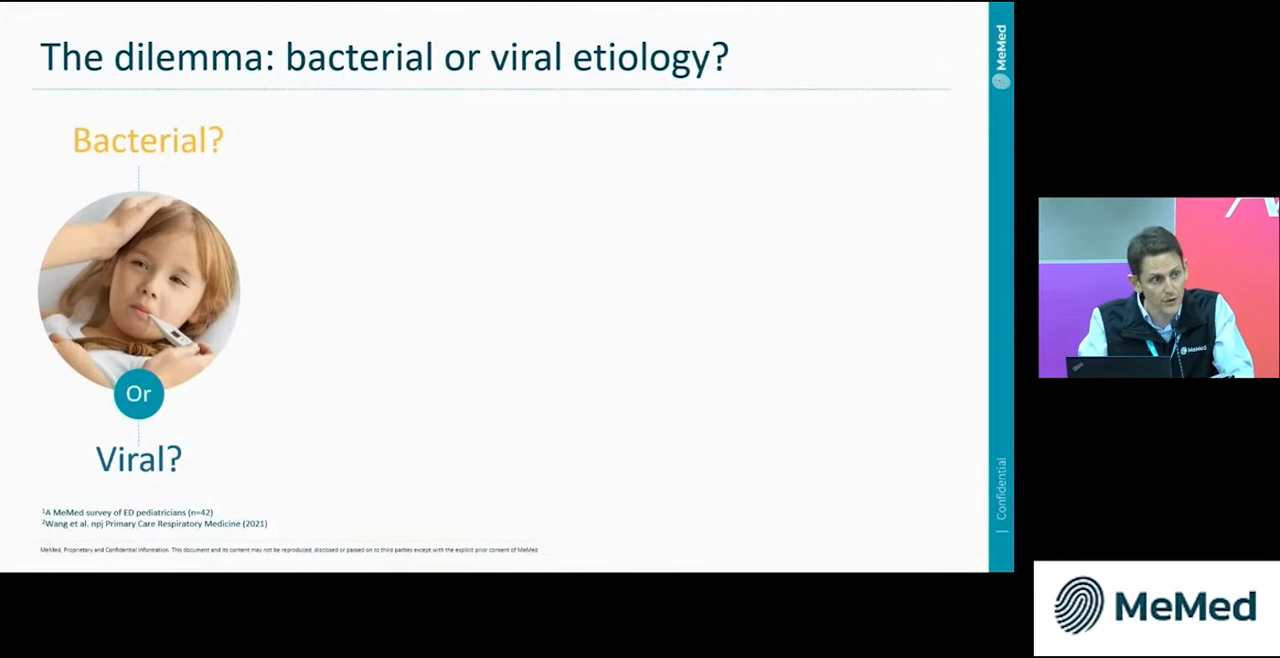 The dilemma: bacterial or viral etiology?
Bacterial?
Or
Viral?
¹A MeMed survey of ED pediatricians (n=42)
²Wang et al. npj Primary Care Respiratory Medicine (2021)
MeMed, Proprietary and Confidential Information. This document and its content may not be reproduced, disclosed or passed on to third parties except with the explicit prior consent of MeMed
MeMed
| Confidential
MeMed
MeMed